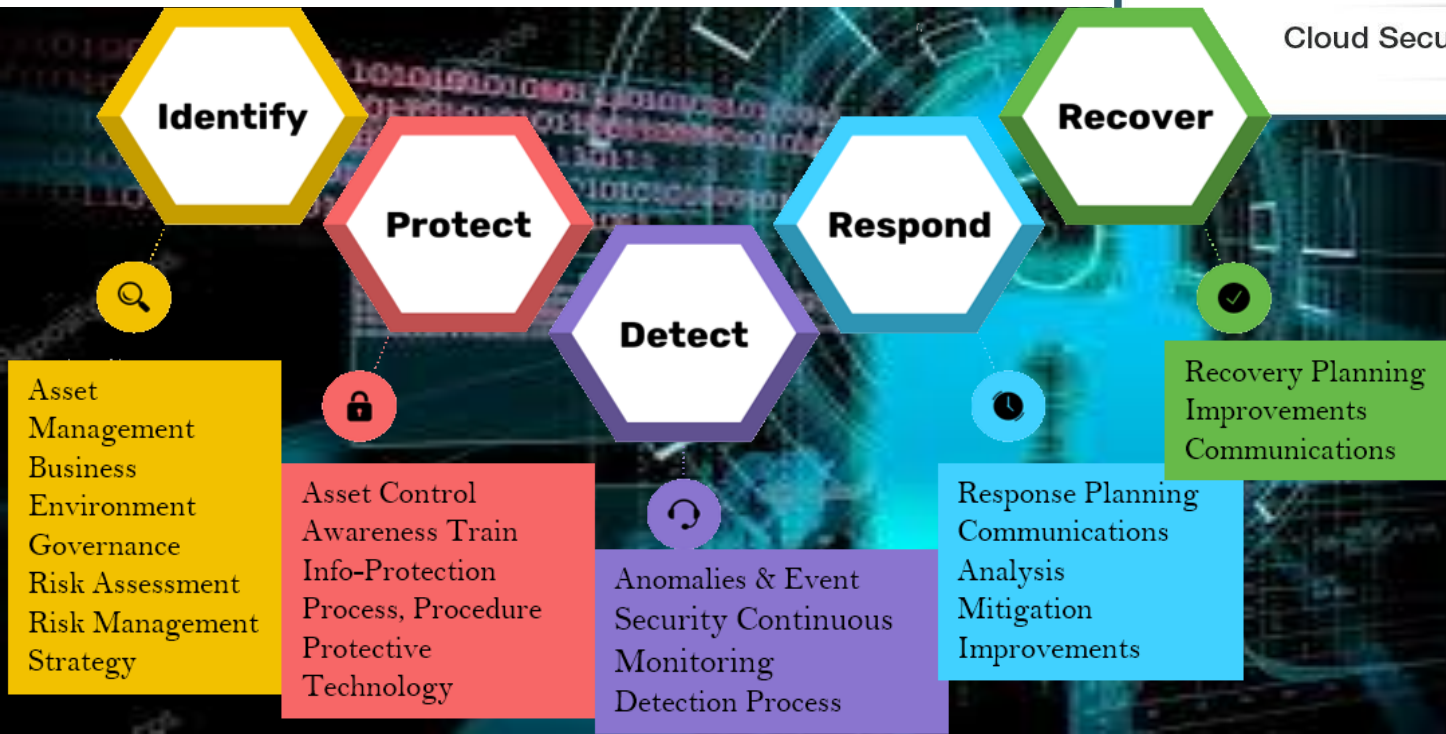 Cloud Secu
Identify
Recover
Protect
Respond
Detect
Asset
Management
Business
Environment
Governance
Risk Assessment
Risk Management
Strategy
Asset Control
Awareness Train
Info-Protection
Process, Procedure
Protective
Technology
Anomalies & Event
Security Continuous
Monitoring
Detection Process
Response Planning
Communications
Analysis
Mitigation
Improvements
Recovery Planning
Improvements
Communications